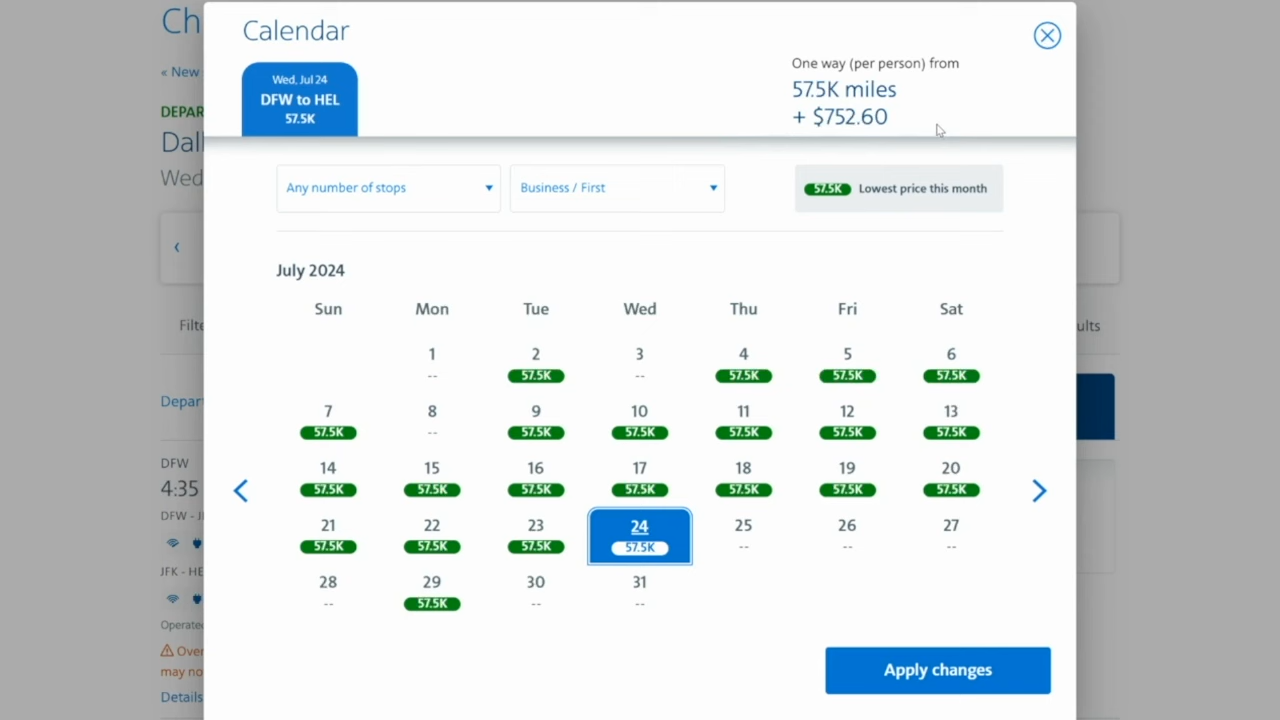 Ch
Calendar
« New
Wed, Jul 24
DFW to HEL
57.5K
One way (per person) from
57.5K miles
+ $752.60
DEPAR
Dall
Wed
Any number of stops
Business / First
57.5K Lowest price this month
July 2024
Sun Mon Tue Wed Thu Fri Sat
1 2 3 4 5 6
-- 57.5K -- 57.5K 57.5K 57.5K
7 8 9 10 11 12 13
57.5K -- 57.5K 57.5K 57.5K 57.5K 57.5K
14 15 16 17 18 19 20
57.5K 57.5K 57.5K 57.5K 57.5K 57.5K 57.5K
21 22 23 24 25 26 27
57.5K 57.5K 57.5K 57.5K -- -- --
28 29 30 31
-- 57.5K -- --
Apply changes
Filte
ults
Depart
DFW
4:35
DFW - J
JFK - HE
Operate
Over
may no
Details